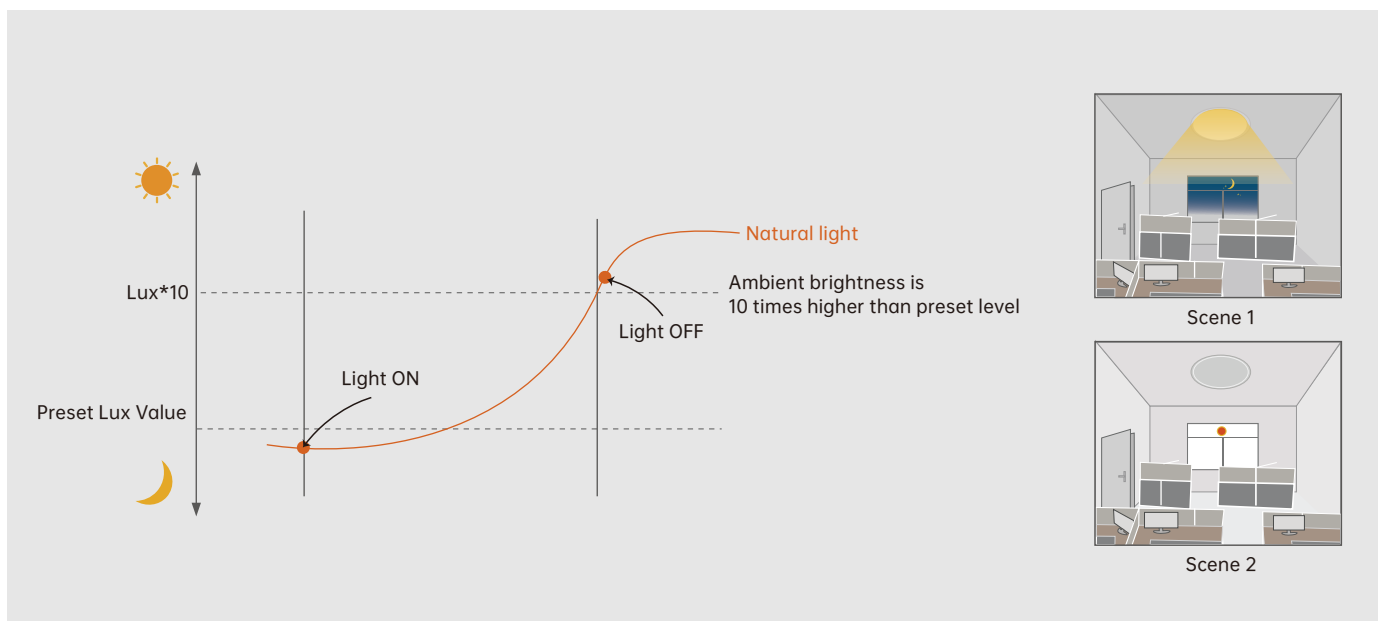 Natural light
Lux*10
Ambient brightness is
10 times higher than preset level
Light OFF
Light ON
Preset Lux Value
Scene 1
Scene 2